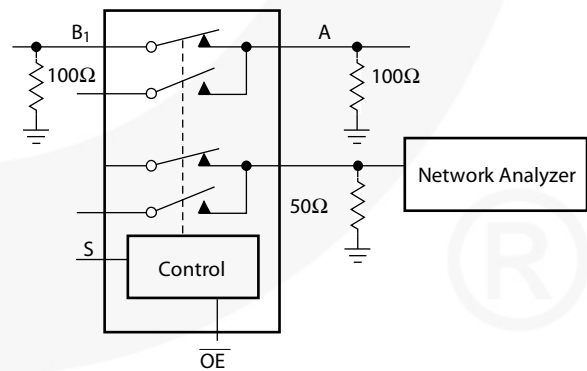 B₁
A
100Ω
100Ω
Network Analyzer
50Ω
S
Control
OE
®